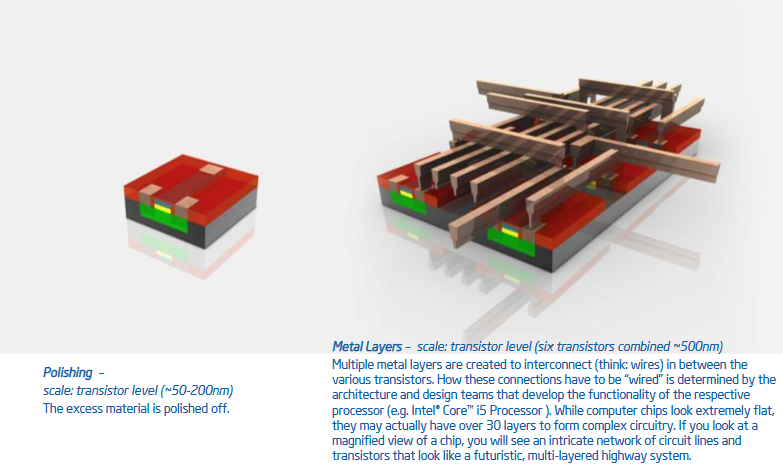 Polishing –
scale: transistor level (~50-200nm)
The excess material is polished off.
Metal Layers – scale: transistor level (six transistors combined ~500nm)
Multiple metal layers are created to interconnect (think: wires) in between the
various transistors. How these connections have to be “wired” is determined by the
architecture and design teams that develop the functionality of the respective
processor (e.g. Intel® Core™ i5 Processor ). While computer chips look extremely flat,
they may actually have over 30 layers to form complex circuitry. If you look at a
magnified view of a chip, you will see an intricate network of circuit lines and
transistors that look like a futuristic, multi-layered highway system.